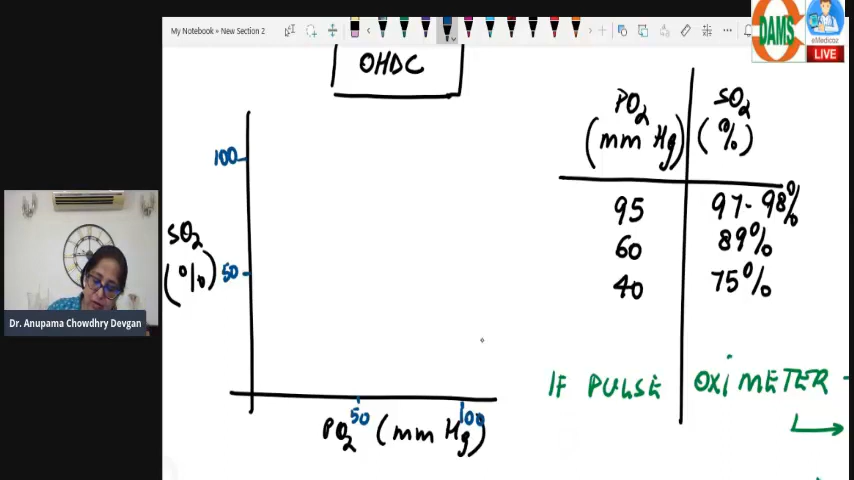 My Notebook » New Section 2
DAMS
eMedicoz
LIVE
OHDC
PO2 (mm Hg)
SO2 (%)
95 97-98%
60 89%
40 75%
100
50
SO2 (%)
50 100
PO2 (mm Hg)
IF PULSE OXIMETER
Dr. Anupama Chowdhry Devgan